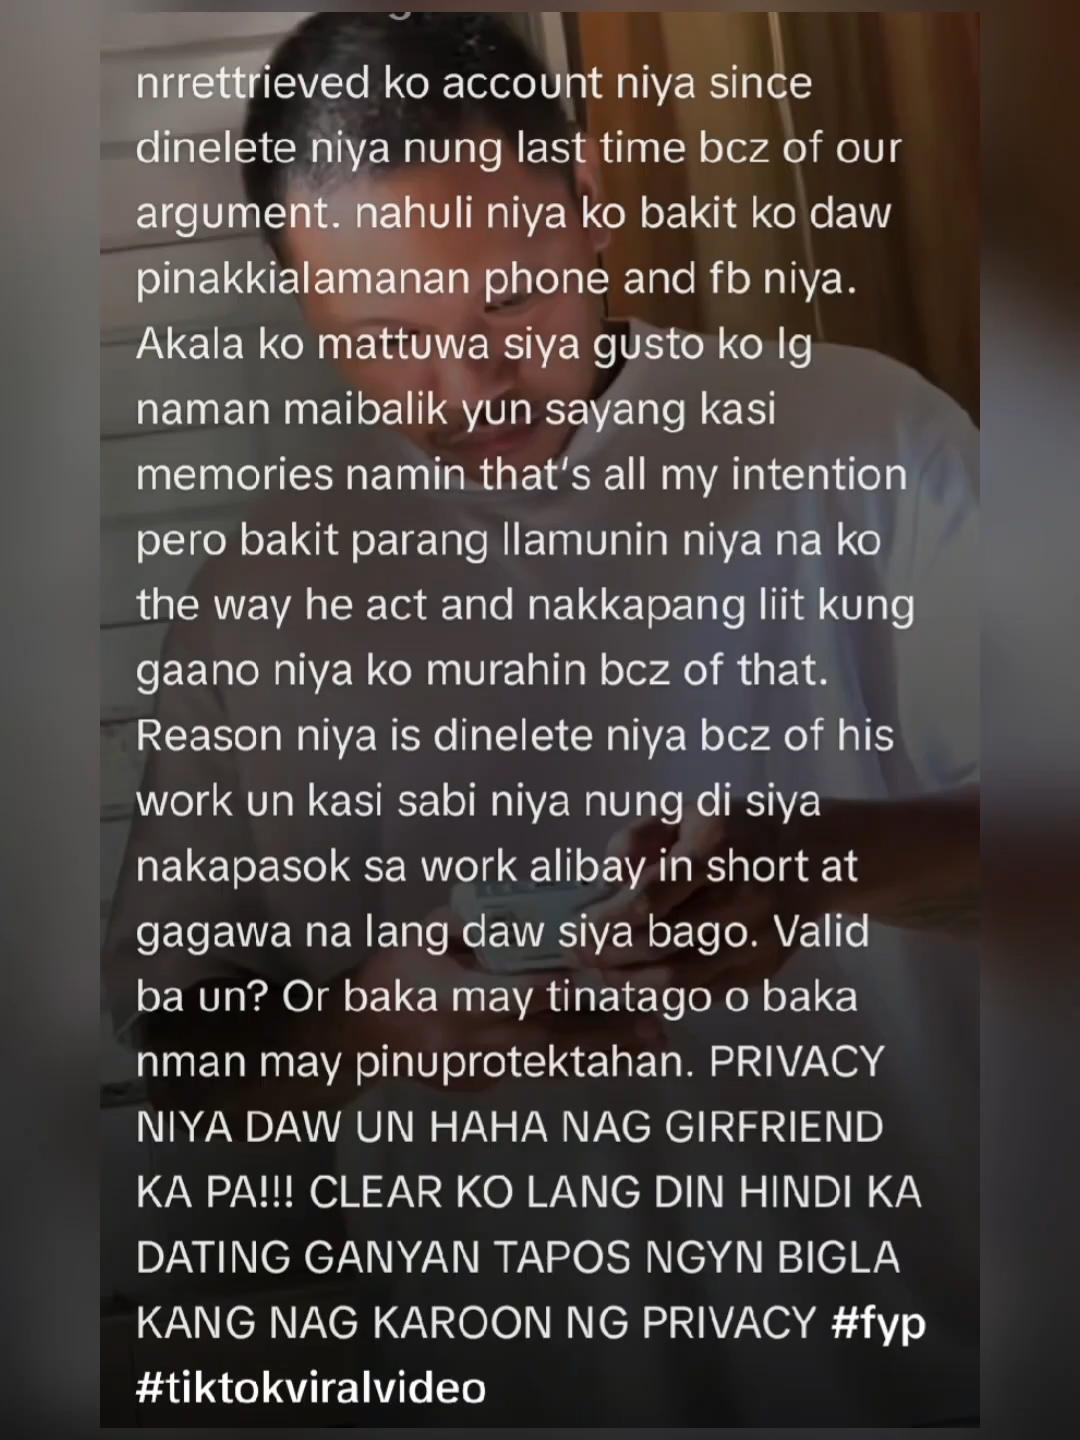 nrrettrieved ko account niya since
dinelete niya nung last time bcz of our
argument. nahuli niya ko bakit ko daw
pinakkialamanan phone and fb niya.
Akala ko mattuwa siya gusto ko lg
naman maibalik yun sayang kasi
memories namin that's all my intention
pero bakit parang llamunin niya na ko
the way he act and nakkapang liit kung
gaano niya ko murahin bcz of that.
Reason niya is dinelete niya bcz of his
work un kasi sabi niya nung di siya
nakapasok sa work alibay in short at
gagawa na lang daw siya bago. Valid
ba un? Or baka may tinatago o baka
nman may pinuprotektahan. PRIVACY
NIYA DAW UN HAHA NAG GIRFRIEND
KA PA!!! CLEAR KO LANG DIN HINDI KA
DATING GANYAN TAPOS NGYN BIGLA
KANG NAG KAROON NG PRIVACY #fyp
#tiktokviralvideo